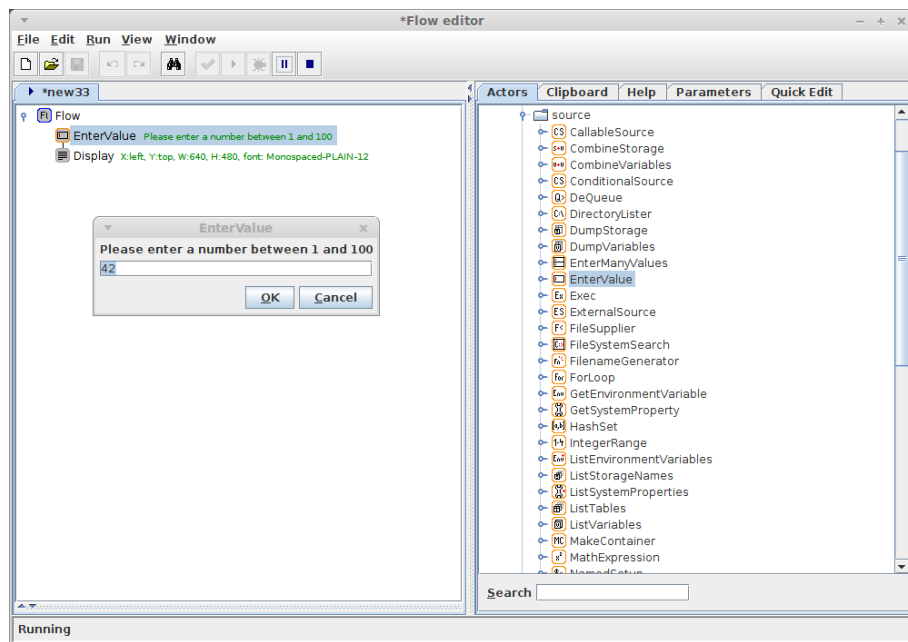 *Flow editor
File Edit Run View Window
*new33
Flow
EnterValue Please enter a number between 1 and 100
Display X:left, Y:top, W:640, H:480, font: Monospaced-PLAIN-12
EnterValue
Please enter a number between 1 and 100
42
OK Cancel
Actors Clipboard Help Parameters Quick Edit
source
CallableSource
CombineStorage
CombineVariables
ConditionalSource
DeQueue
DirectoryLister
DumpStorage
DumpVariables
EnterManyValues
EnterValue
Exec
ExternalSource
FileSupplier
FileSystemSearch
FilenameGenerator
ForLoop
GetEnvironmentVariable
GetSystemProperty
HashSet
IntegerRange
ListEnvironmentVariables
ListStorageNames
ListSystemProperties
ListTables
ListVariables
MakeContainer
MathExpression
NamedSetup
Search
Running